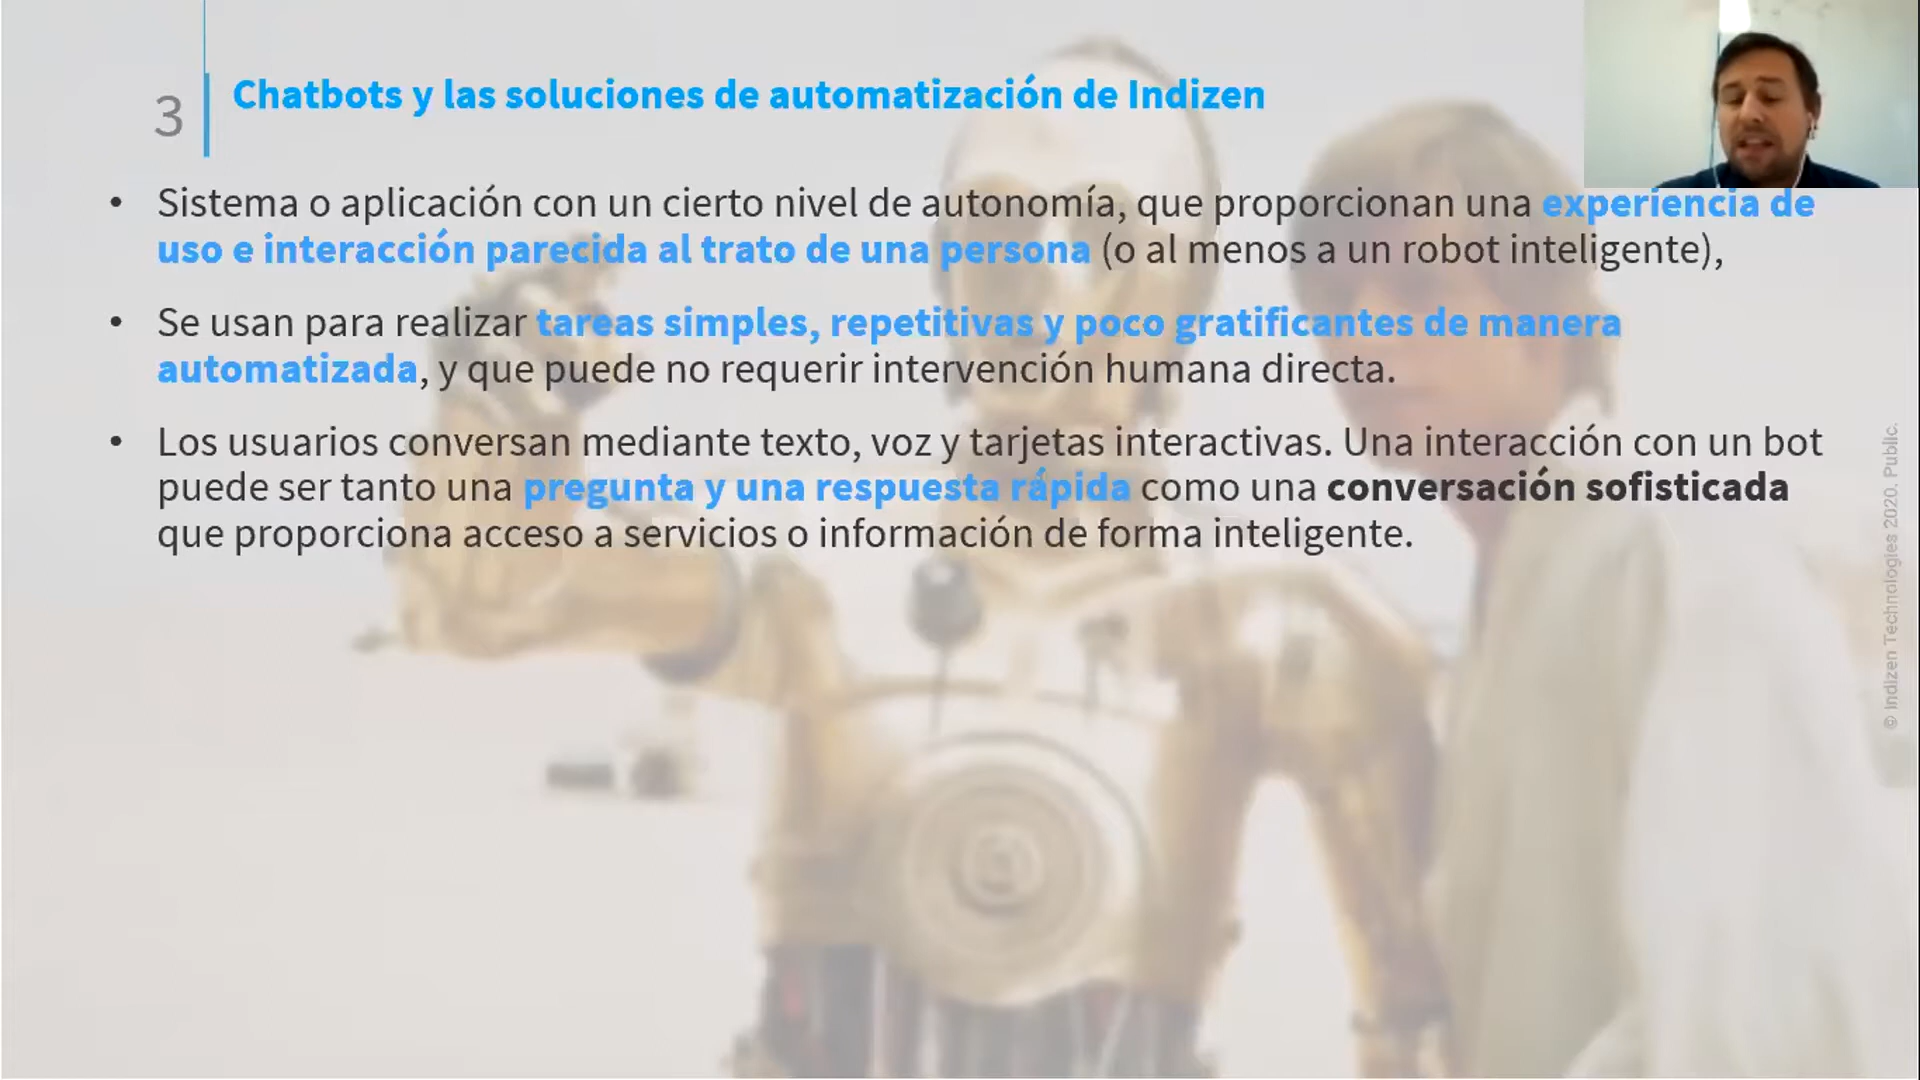 3
Chatbots y las soluciones de automatización de Indizen
• Sistema o aplicación con un cierto nivel de autonomía, que proporcionan una experiencia de
uso e interacción parecida al trato de una persona (o al menos a un robot inteligente),
• Se usan para realizar tareas simples, repetitivas y poco gratificantes de manera
automatizada, y que puede no requerir intervención humana directa.
• Los usuarios conversan mediante texto, voz y tarjetas interactivas. Una interacción con un bot
puede ser tanto una pregunta y una respuesta rápida como una conversación sofisticada
que proporciona acceso a servicios o información de forma inteligente.
© Indizen Technologies 2020. Public.